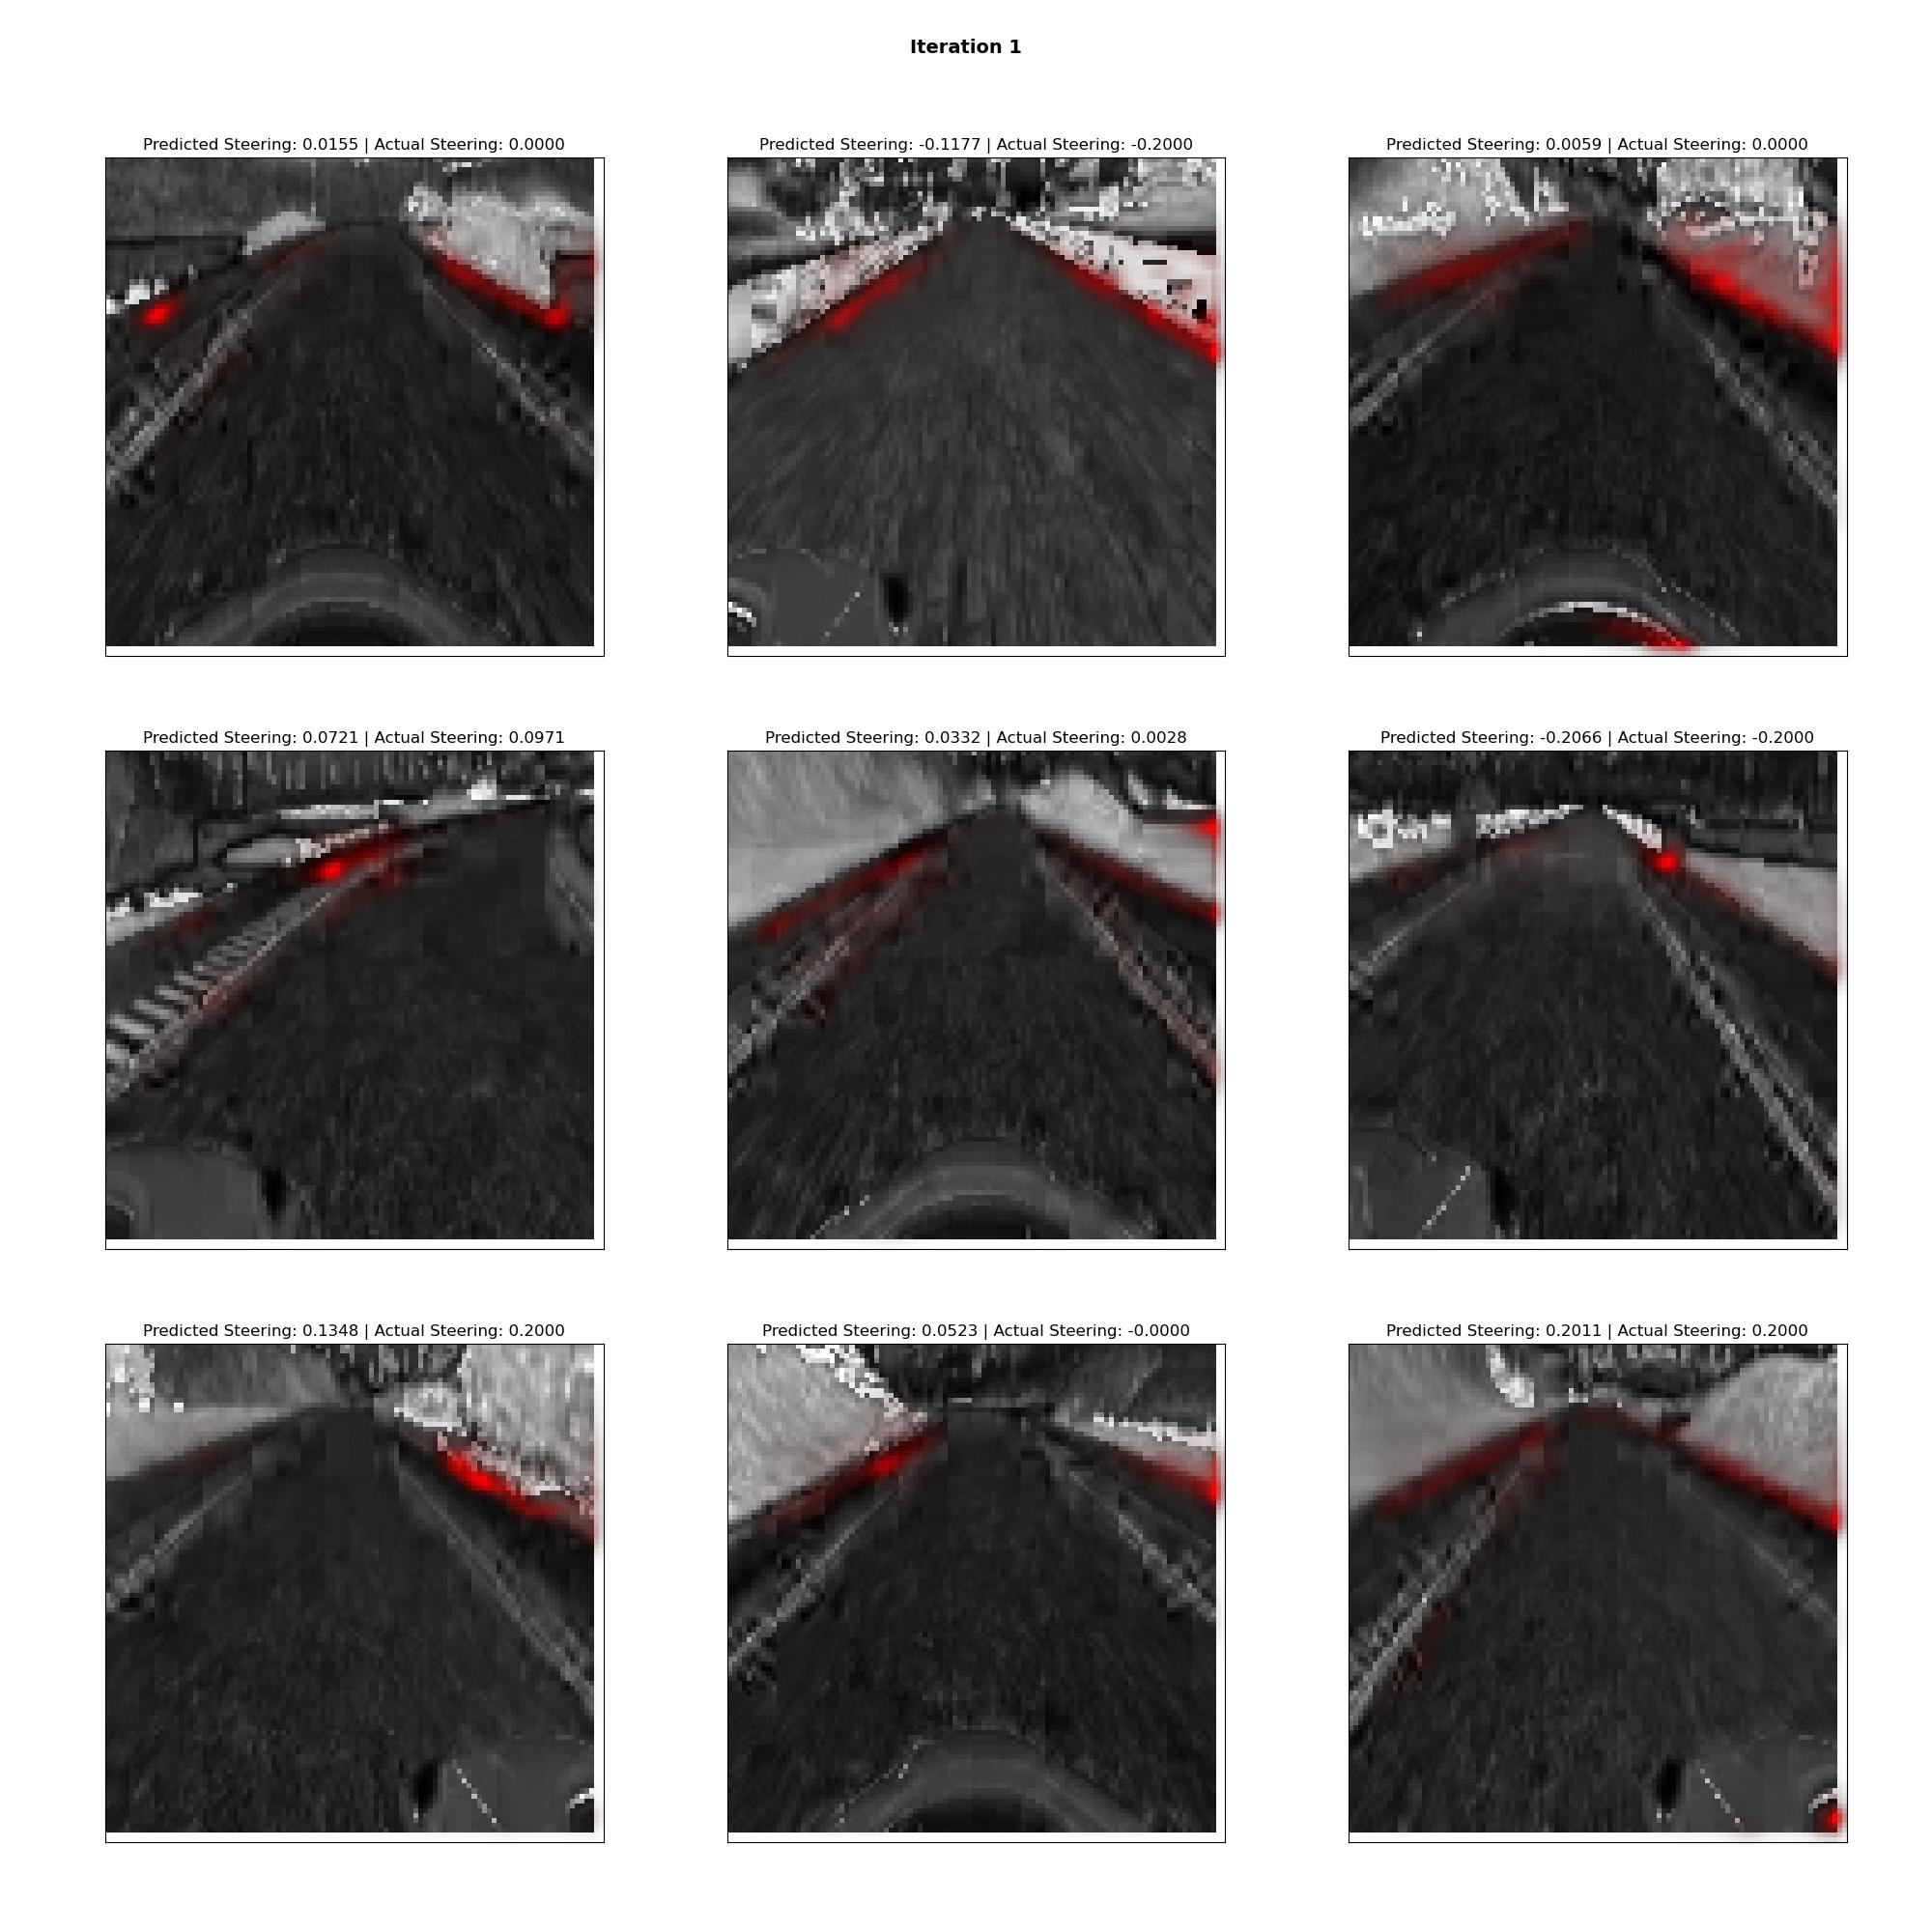 Iteration 1
Predicted Steering: 0.0155 | Actual Steering: 0.0000
Predicted Steering: -0.1177 | Actual Steering: -0.2000
Predicted Steering: 0.0059 | Actual Steering: 0.0000
Predicted Steering: 0.0721 | Actual Steering: 0.0971
Predicted Steering: 0.0332 | Actual Steering: 0.0028
Predicted Steering: -0.2066 | Actual Steering: -0.2000
Predicted Steering: 0.1348 | Actual Steering: 0.2000
Predicted Steering: 0.0523 | Actual Steering: -0.0000
Predicted Steering: 0.2011 | Actual Steering: 0.2000